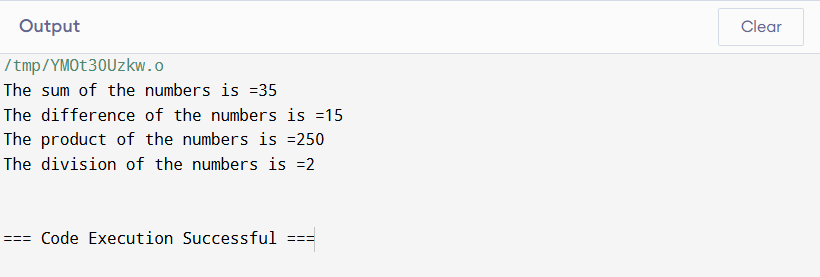 Output
Clear
/tmp/YMOt30Uzkw.o
The sum of the numbers is =35
The difference of the numbers is =15
The product of the numbers is =250
The division of the numbers is =2
=== Code Execution Successful ===